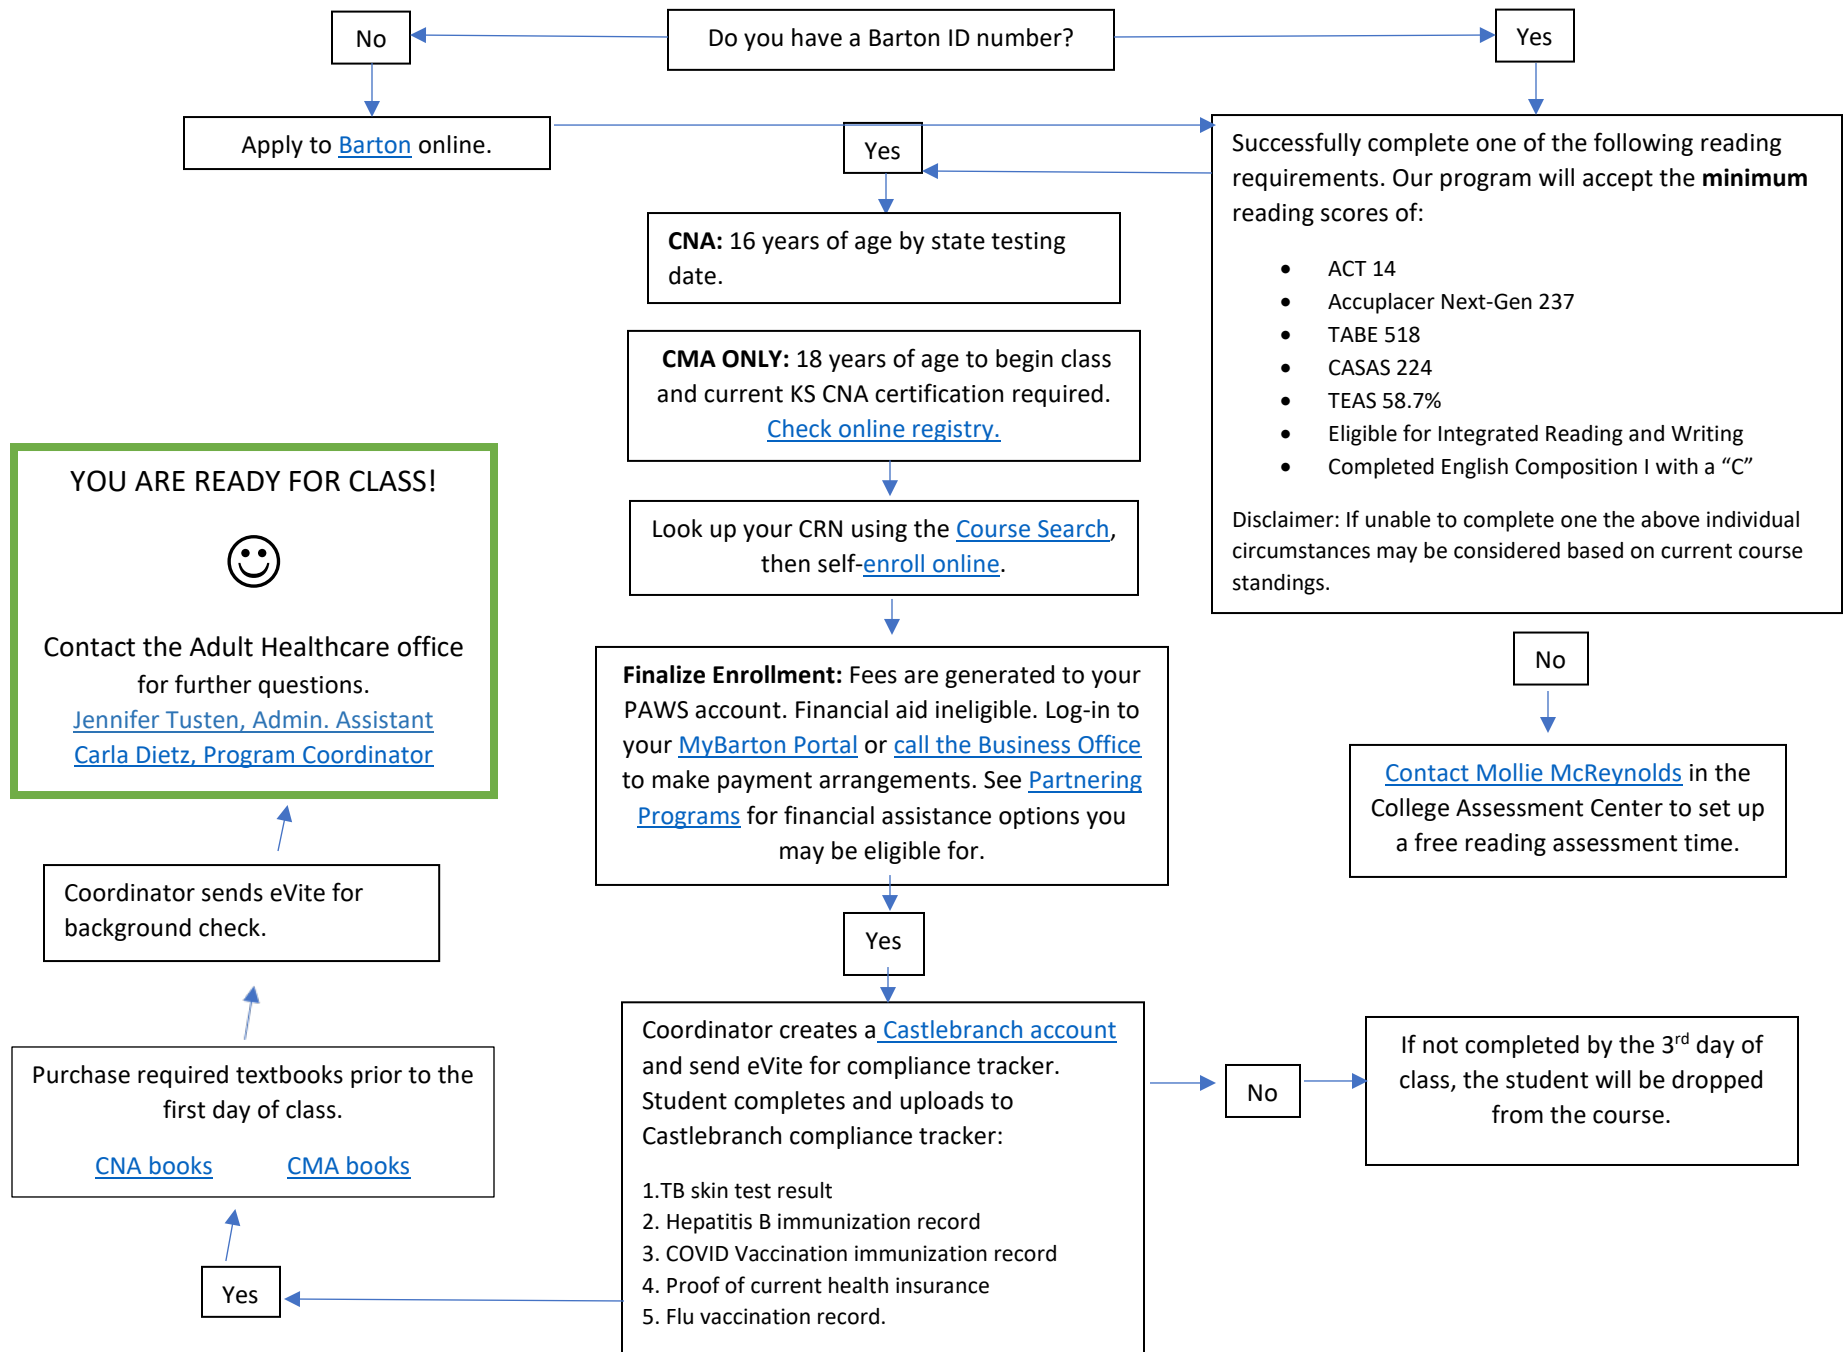 Do you have a Barton ID number?
No
Yes
Apply to Barton online.
Successfully complete one of the following reading
requirements. Our program will accept the minimum
reading scores of:
• ACT 14
• Accuplacer Next-Gen 237
• TABE 518
• CASAS 224
• TEAS 58.7%
• Eligible for Integrated Reading and Writing
• Completed English Composition I with a “C”
Disclaimer: If unable to complete one the above individual
circumstances may be considered based on current course
standings.
No
Contact Mollie McReynolds in the
College Assessment Center to set up
a free reading assessment time.
Yes
CNA: 16 years of age by state testing
date.
CMA ONLY: 18 years of age to begin class
and current KS CNA certification required.
Check online registry.
Look up your CRN using the Course Search,
then self-enroll online.
Finalize Enrollment: Fees are generated to your
PAWS account. Financial aid ineligible. Log-in to
your MyBarton Portal or call the Business Office
to make payment arrangements. See Partnering
Programs for financial assistance options you
may be eligible for.
Yes
Coordinator creates a Castlebranch account
and send eVite for compliance tracker.
Student completes and uploads to
Castlebranch compliance tracker:
1.TB skin test result
2. Hepatitis B immunization record
3. COVID Vaccination immunization record
4. Proof of current health insurance
5. Flu vaccination record.
No
If not completed by the 3rd day of
class, the student will be dropped
from the course.
Yes
Purchase required textbooks prior to the
first day of class.
CNA books CMA books
Coordinator sends eVite for
background check.
YOU ARE READY FOR CLASS!
Contact the Adult Healthcare office
for further questions.
Jennifer Tusten, Admin. Assistant
Carla Dietz, Program Coordinator